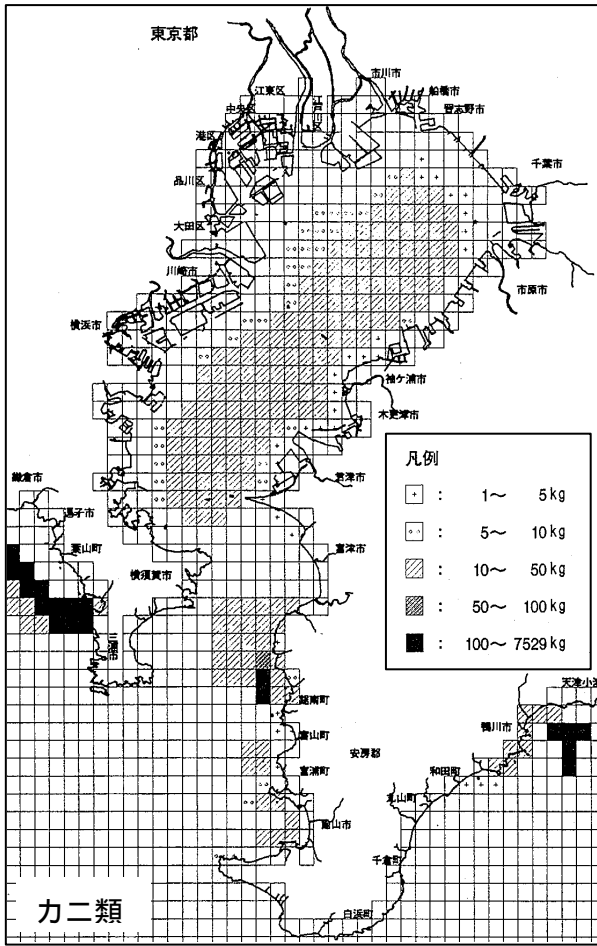 東京都
市川市
船橋市
江東区
江戸川区
習志野市
中央区
港区
千葉市
品川区
大田区
川崎市
市原市
横浜市
袖ケ浦市
木更津市
凡例
君津市
鎌倉市
逗子市
+ : 1～ 5kg
葉山町
: 5～ 10kg
富津市
横須賀市
: 10～ 50kg
: 50～ 100kg
三浦市
: 100～ 7529kg
天津小湊
鋸南町
鴨川市
富山町
安房郡
和田町
富浦町
丸山町
館山市
千倉町
カニ類
白浜町